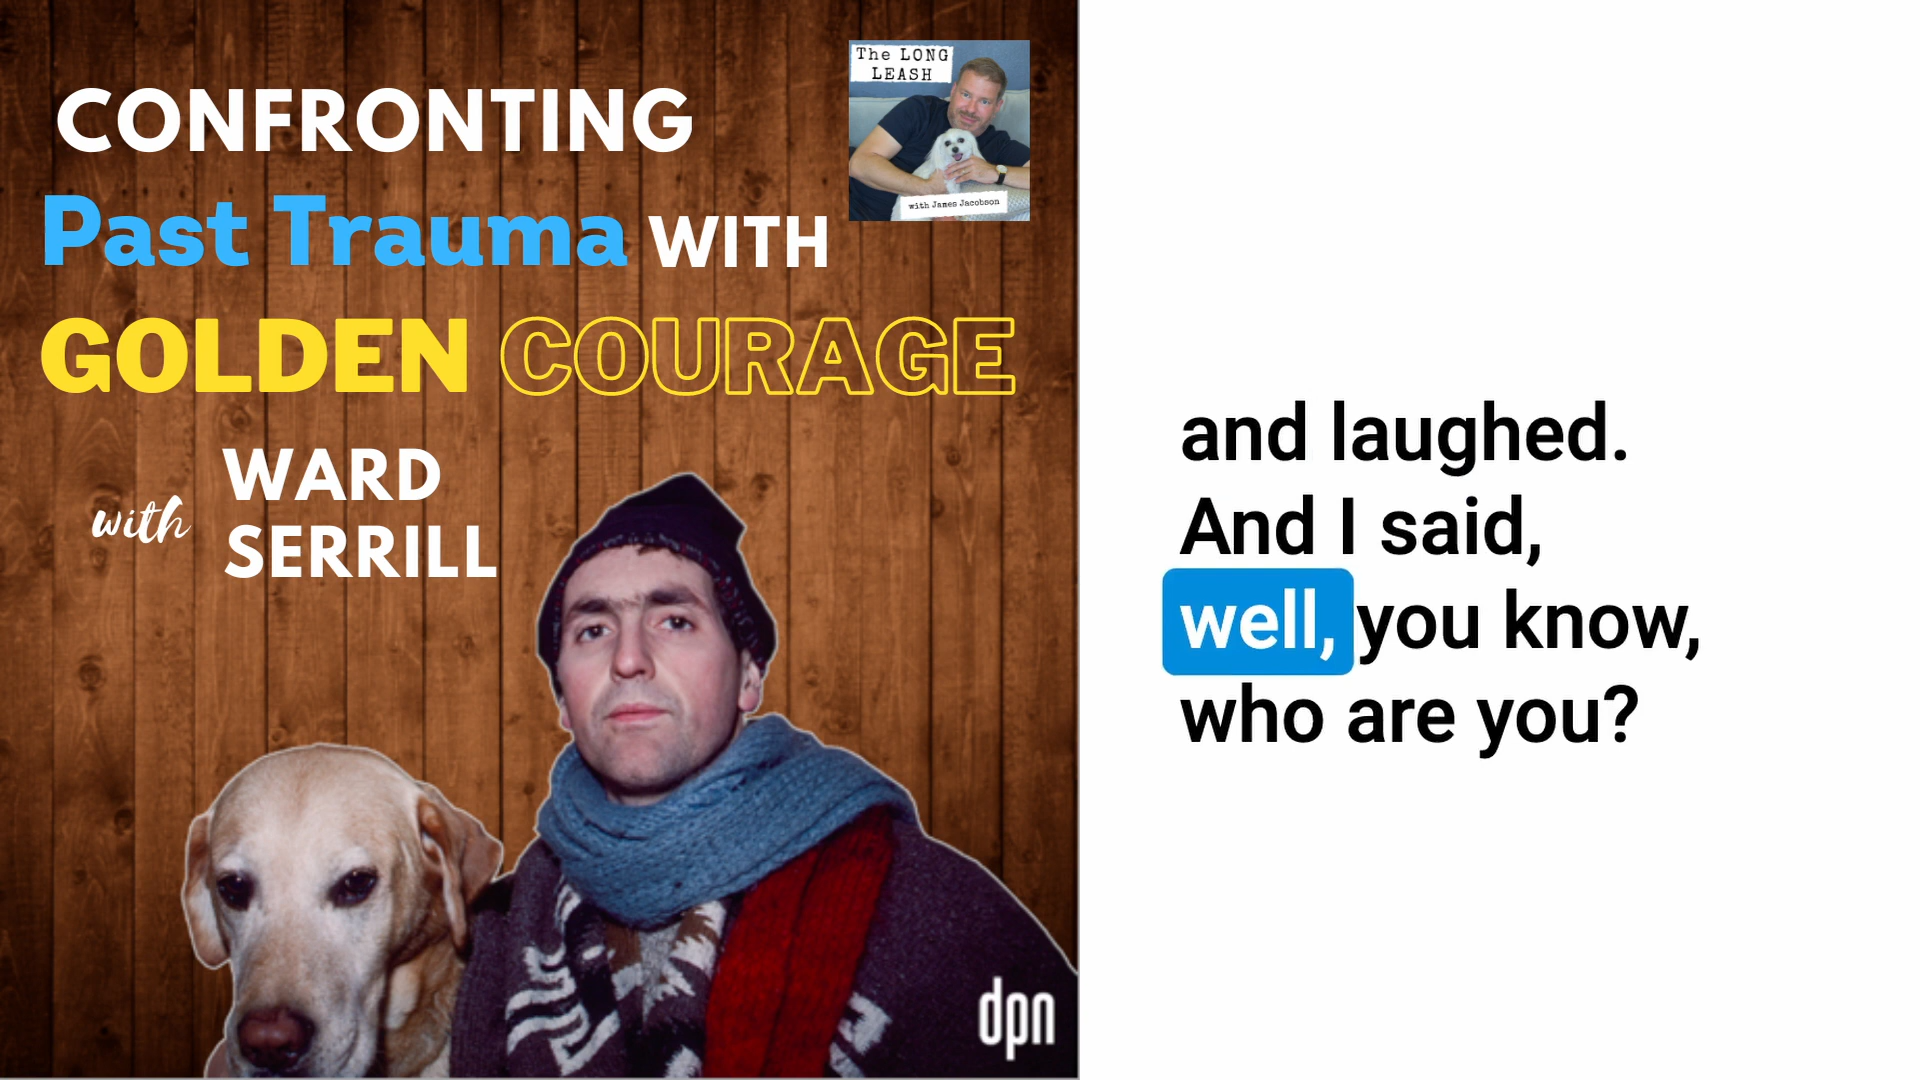 CONFRONTING
Past Trauma WITH
GOLDEN COURAGE
with WARD
SERRILL
The LONG
LEASH
with James Jacobson
dpn
and laughed.
And I said,
well, you know,
who are you?